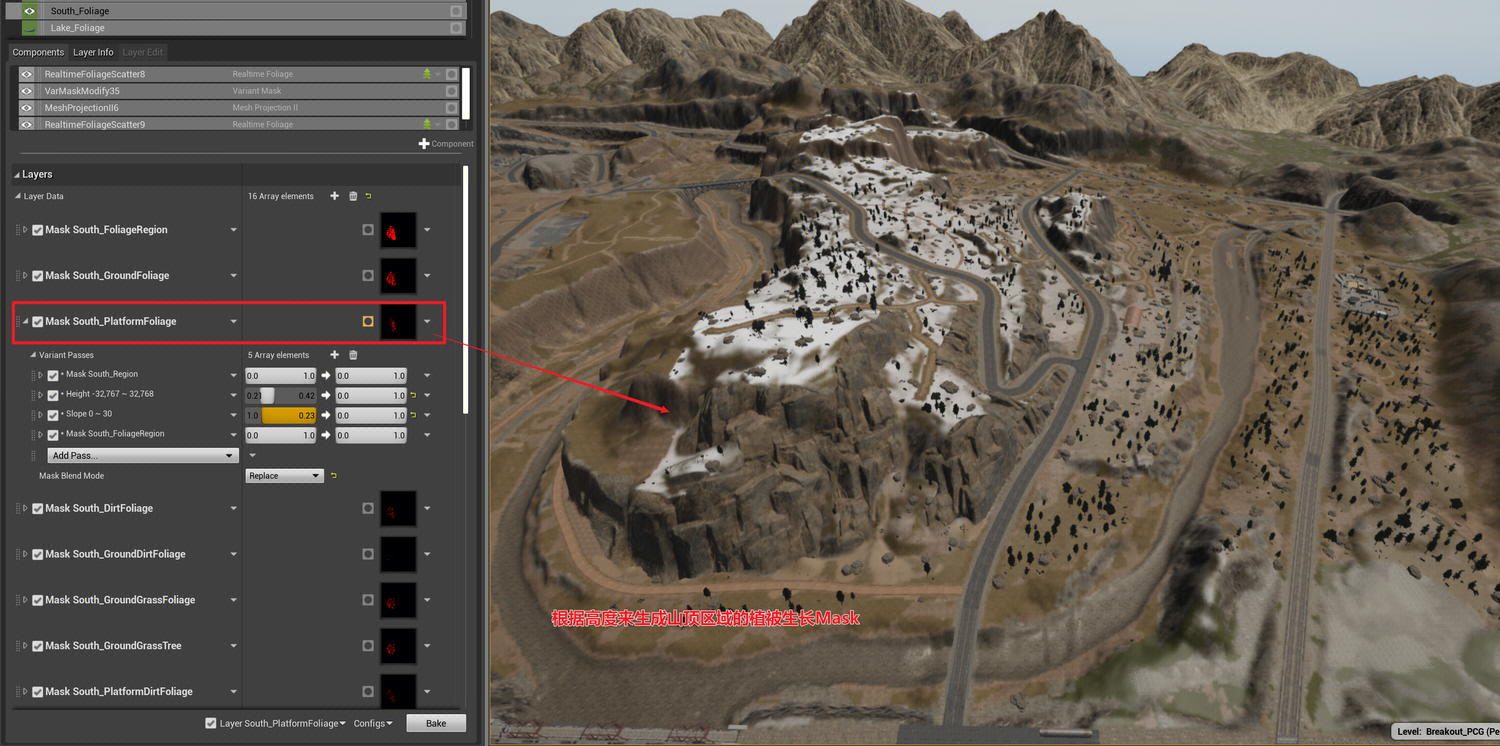 South_Foliage
Lake_Foliage
Components Layer Info Layer Edit
RealtimeFoliageScatter8 Realtime Foliage
VarMaskModify35 Variant Mask
MeshProjectionII6 Mesh Projection II
RealtimeFoliageScatter9 Realtime Foliage
Component
Layers
Layer Data 16 Array elements
Mask South_FoliageRegion
Mask South_GroundFoliage
Mask South_PlatformFoliage
Variant Passes 5 Array elements
Mask South_Region 0.0 1.0 0.0 1.0
Height -32,767 ~ 32,768 0.21 0.42 0.0 1.0
Slope 0 ~ 30 1.0 0.23 0.0 1.0
Mask South_FoliageRegion 0.0 1.0 0.0 1.0
Add Pass...
Mask Blend Mode Replace
Mask South_DirtFoliage
Mask South_GroundDirtFoliage
Mask South_GroundGrassFoliage
Mask South_GroundGrassTree
Mask South_PlatformDirtFoliage
Layer South_PlatformFoliage Configs Bake
根据高度来生成山顶区域的植被生长Mask
Level: Breakout_PCG (Pe